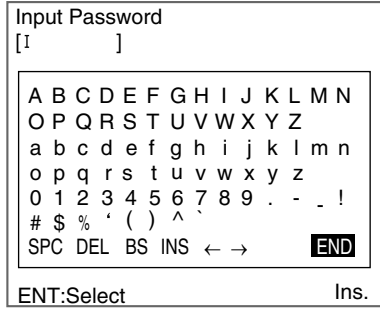 Input Password
[I ]
A B C D E F G H I J K L M N
O P Q R S T U V W X Y Z
a b c d e f g h i j k l m n
o p q r s t u v w x y z
0 1 2 3 4 5 6 7 8 9 . - _ !
# $ % ‘ ( ) ^ `
SPC DEL BS INS ← → END
ENT:Select Ins.